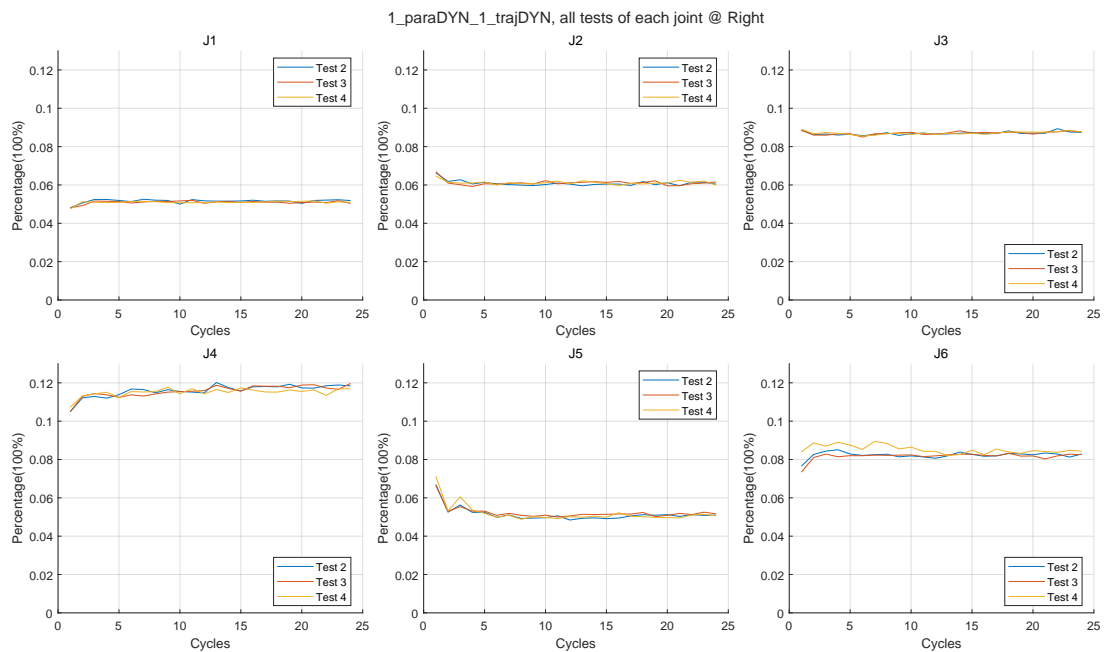 1_paraDYN_1_trajDYN, all tests of each joint @ Right
J1
Percentage(100%)
0.12
0.1
0.08
0.06
0.04
0.02
0
0 5 10 15 20 25
Cycles
Test 2
Test 3
Test 4
J2
Percentage(100%)
0.12
0.1
0.08
0.06
0.04
0.02
0
0 5 10 15 20 25
Cycles
Test 2
Test 3
Test 4
J3
Percentage(100%)
0.12
0.1
0.08
0.06
0.04
0.02
0
0 5 10 15 20 25
Cycles
Test 2
Test 3
Test 4
J4
Percentage(100%)
0.12
0.1
0.08
0.06
0.04
0.02
0
0 5 10 15 20 25
Cycles
Test 2
Test 3
Test 4
J5
Percentage(100%)
0.12
0.1
0.08
0.06
0.04
0.02
0
0 5 10 15 20 25
Cycles
Test 2
Test 3
Test 4
J6
Percentage(100%)
0.12
0.1
0.08
0.06
0.04
0.02
0
0 5 10 15 20 25
Cycles
Test 2
Test 3
Test 4